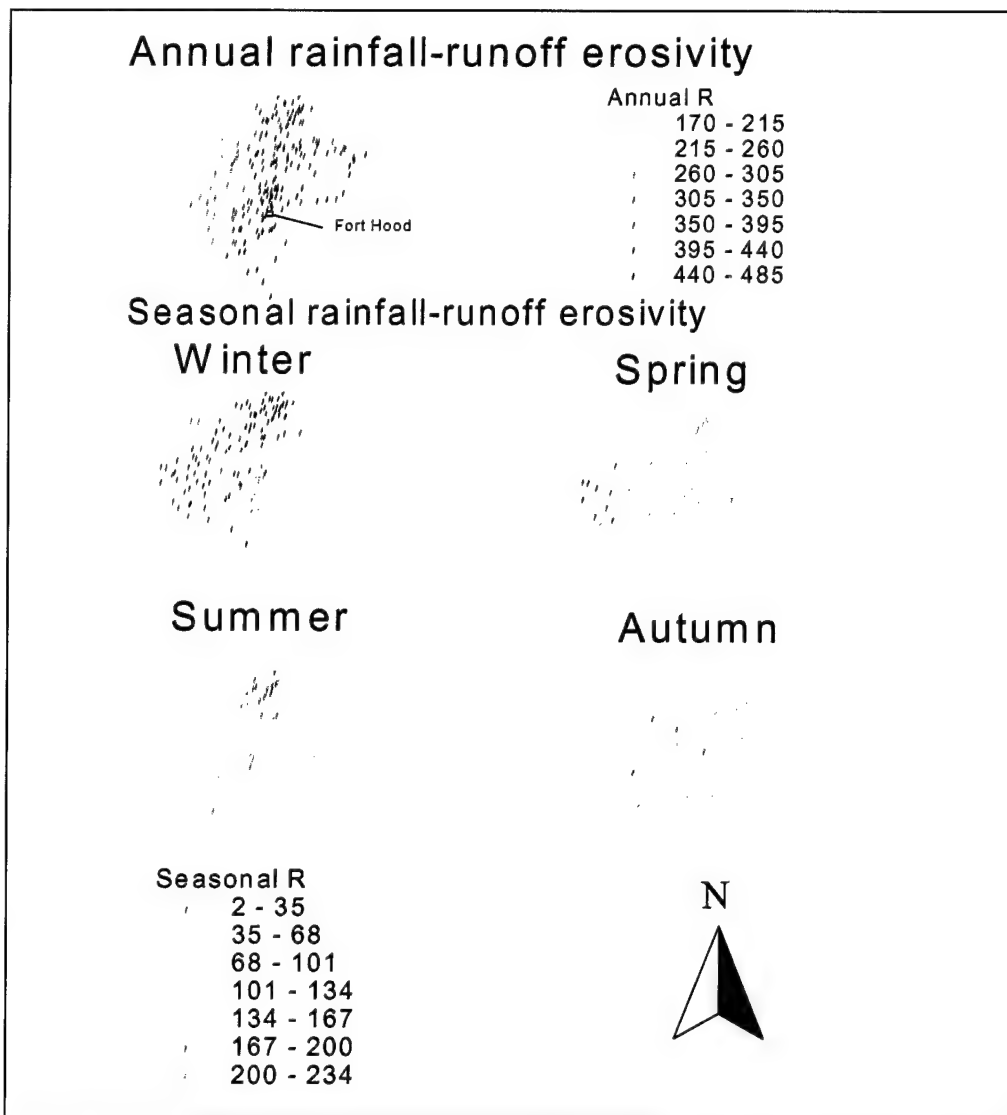 Annual rainfall-runoff erosivity
Annual R
170 - 215
215 - 260
260 - 305
305 - 350
350 - 395
395 - 440
440 - 485
Fort Hood
Seasonal rainfall-runoff erosivity
Winter
Spring
Summer
Autumn
Seasonal R
2 - 35
35 - 68
68 - 101
101 - 134
134 - 167
167 - 200
200 - 234
N